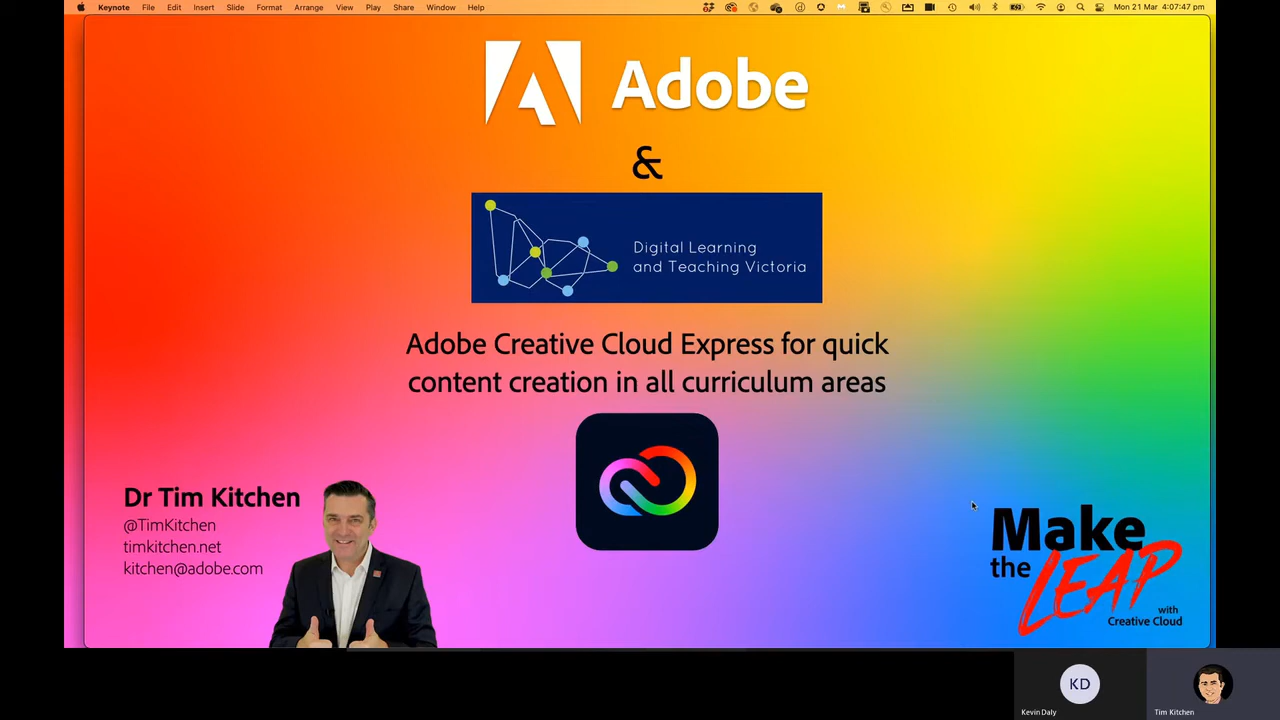 Keynote File Edit Insert Slide Format Arrange View Play Share Window Help Mon 21 Mar 4:07:47 pm
Adobe
&
Digital Learning
and Teaching Victoria
Adobe Creative Cloud Express for quick
content creation in all curriculum areas
Dr Tim Kitchen
@TimKitchen
timkitchen.net
kitchen@adobe.com
Make
the LEAP
with
Creative Cloud
KD
Kevin Daly
Tim Kitchen